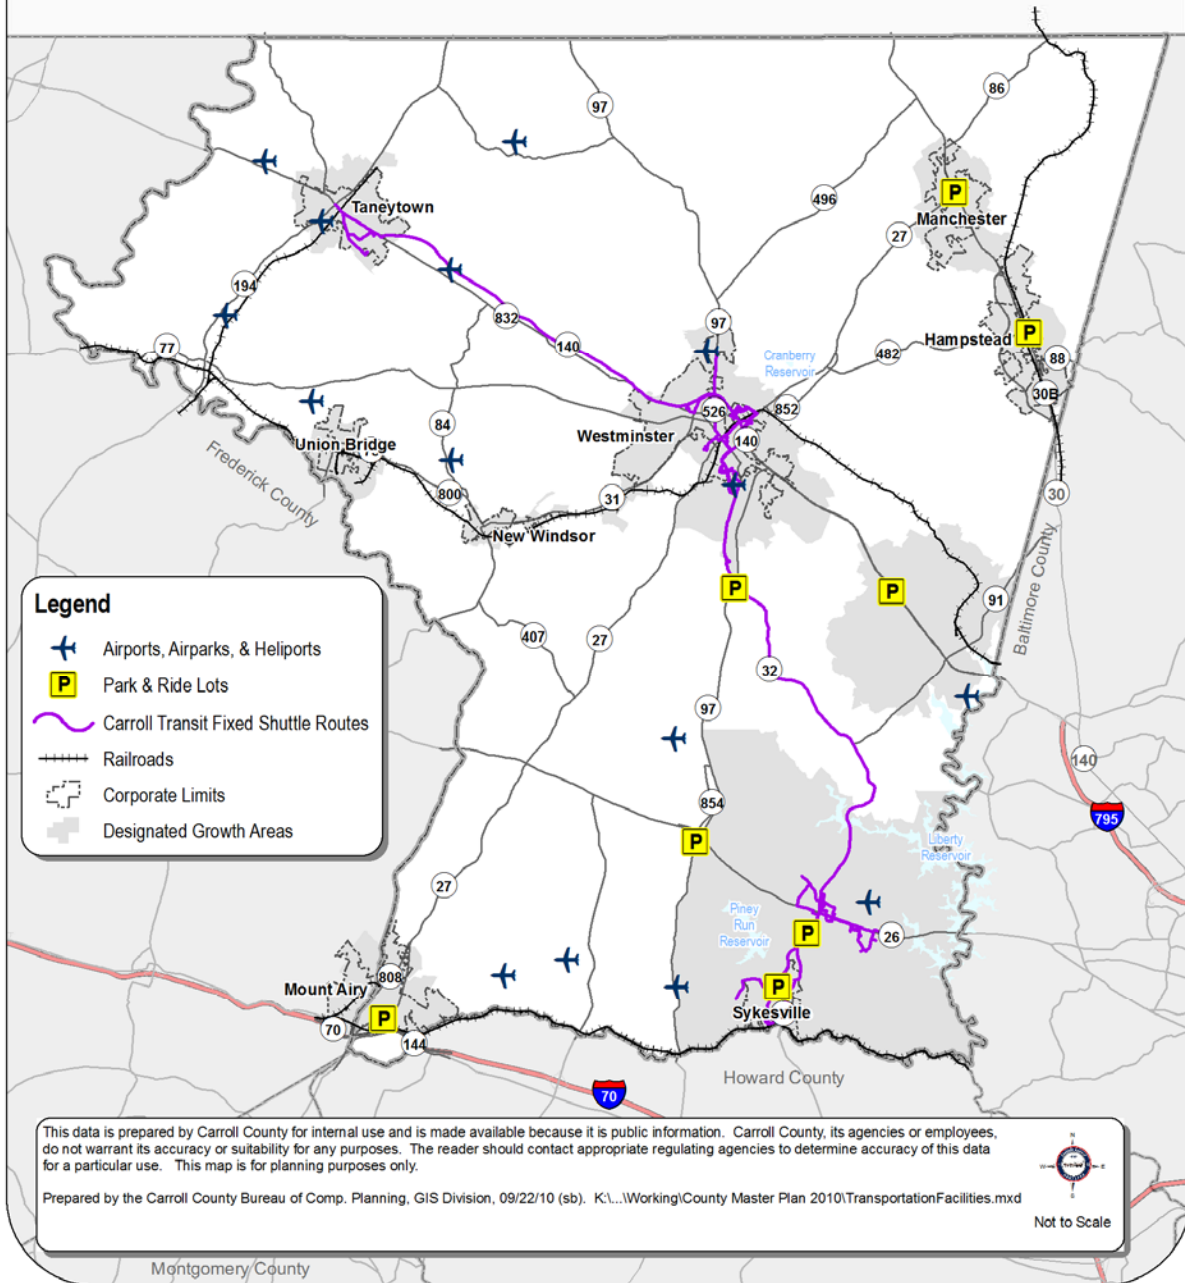 86
97
P
496
Taneytown
Manchester
27
194
832
97
P
Hampstead
77
140
482
88
Cranberry
Reservoir
30B
526
852
84
Westminster
140
Union Bridge
Frederick County
800
31
30
New Windsor
Baltimore County
P
P
91
Legend
Airports, Airparks, & Heliports
P
Park & Ride Lots
Carroll Transit Fixed Shuttle Routes
Railroads
Corporate Limits
Designated Growth Areas
407
27
32
97
140
854
795
P
Liberty
Reservoir
27
Piney
Run
Reservoir
P
26
808
Mount Airy
P
P
Sykesville
70
144
Howard County
70
This data is prepared by Carroll County for internal use and is made available because it is public information. Carroll County, its agencies or employees,
do not warrant its accuracy or suitability for any purposes. The reader should contact appropriate regulating agencies to determine accuracy of this data
for a particular use. This map is for planning purposes only.
Prepared by the Carroll County Bureau of Comp. Planning, GIS Division, 09/22/10 (sb). K:\...\Working\County Master Plan 2010\TransportationFacilities.mxd
N
W
E
S
Not to Scale
Montgomery County